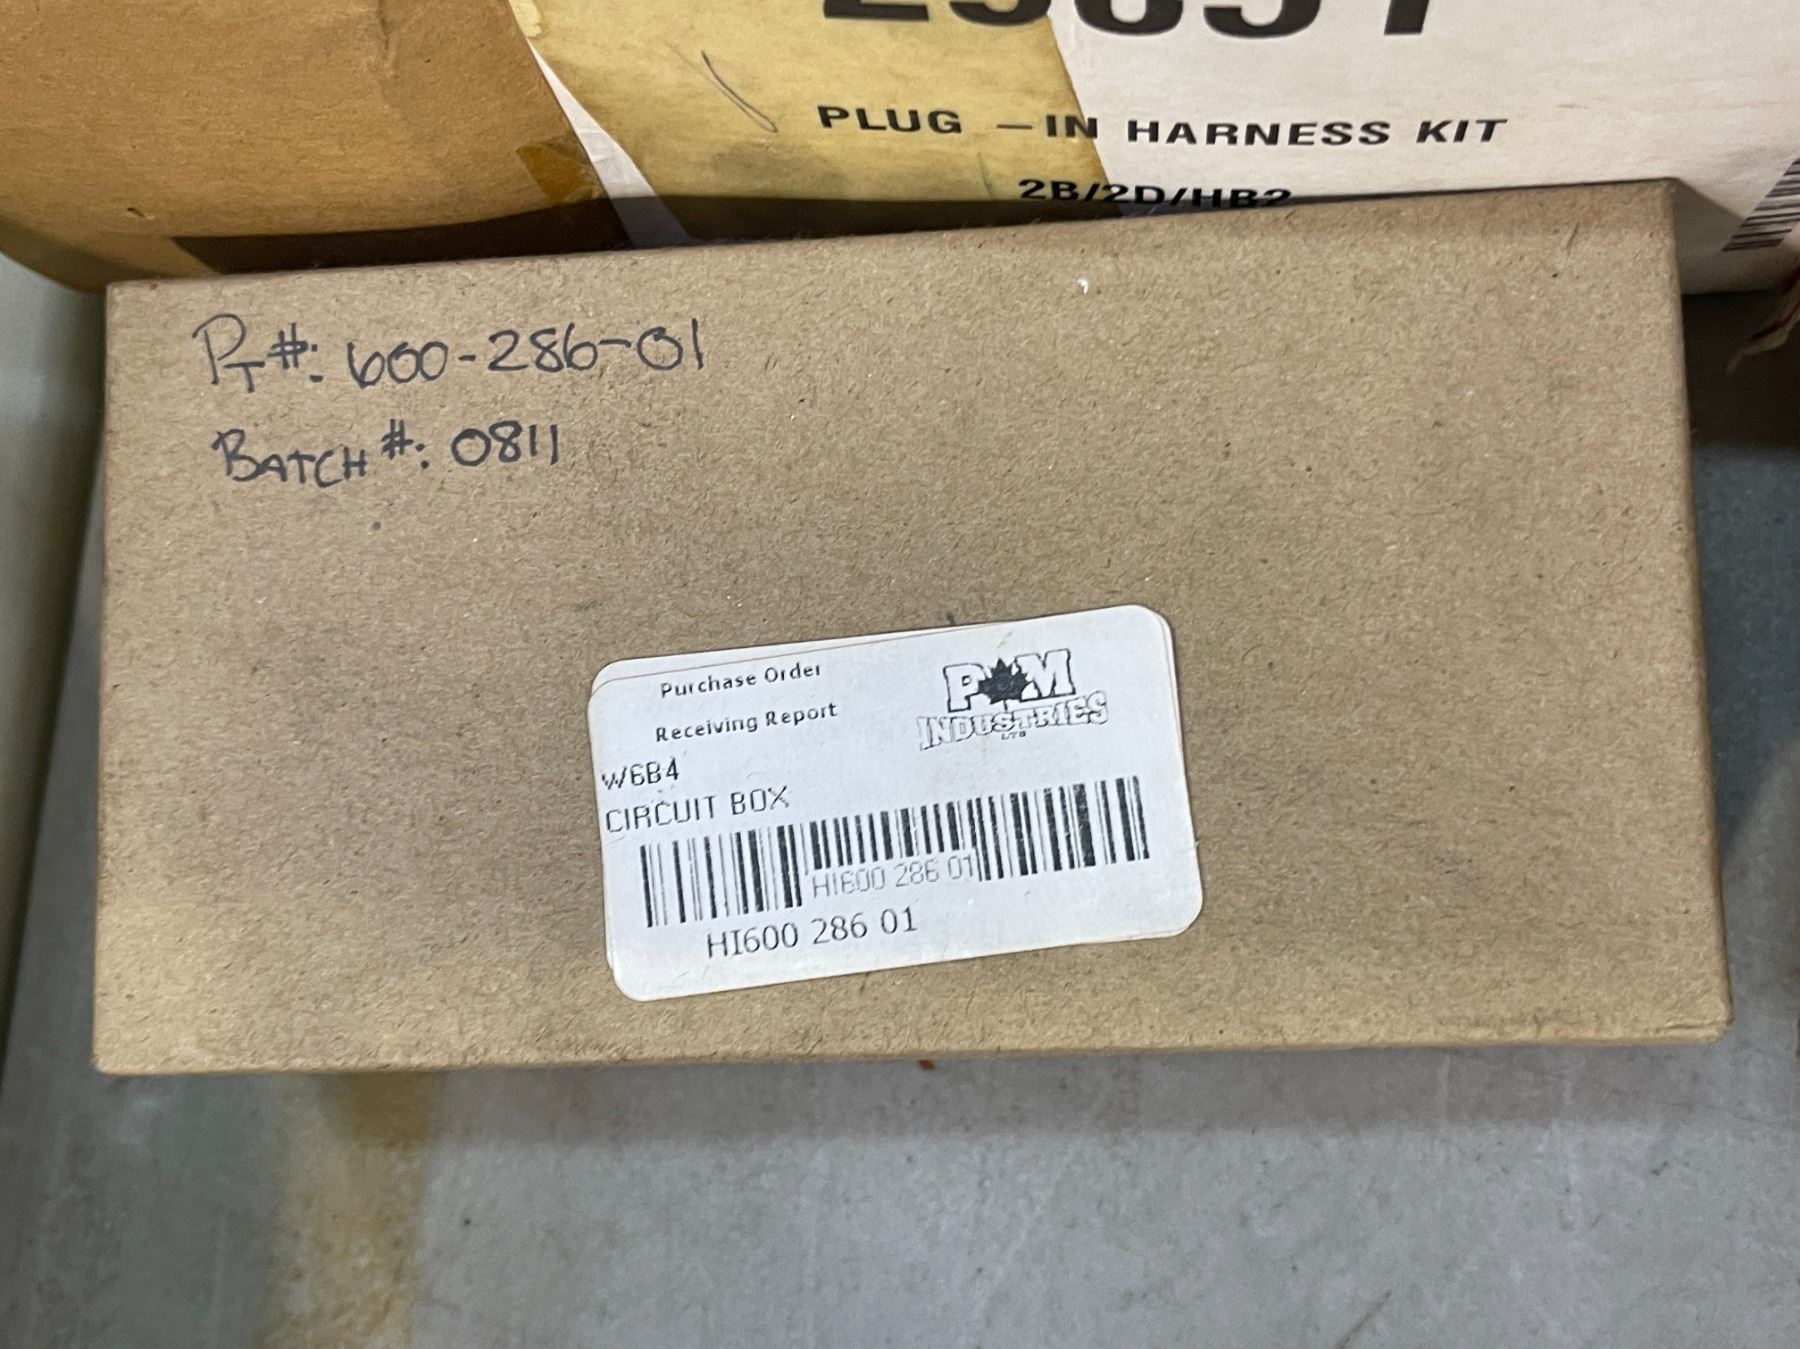 PLUG -IN HARNESS KIT
2B/2D/HB2
PT#: 600-286-01
BATCH#: 0811
Purchase Order
Receiving Report
P M
INDUSTRIES
LTD
W6B4
CIRCUIT BOX
HI600 286 01
HI600 286 01